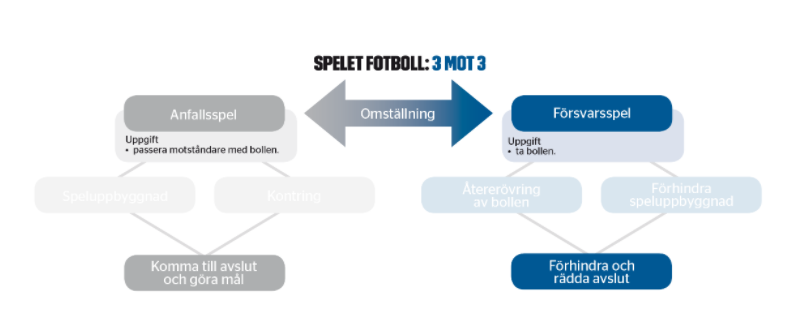 SPELET FOTBOLL: 3 MOT 3
Anfallsspel
Omställning
Försvarsspel
Uppgift
• passera motståndare med bollen.
Uppgift
• ta bollen.
Speluppbyggnad
Kontring
Återerövring
av bollen
Förhindra
speluppbyggnad
Komma till avslut
och göra mål
Förhindra och
rädda avslut